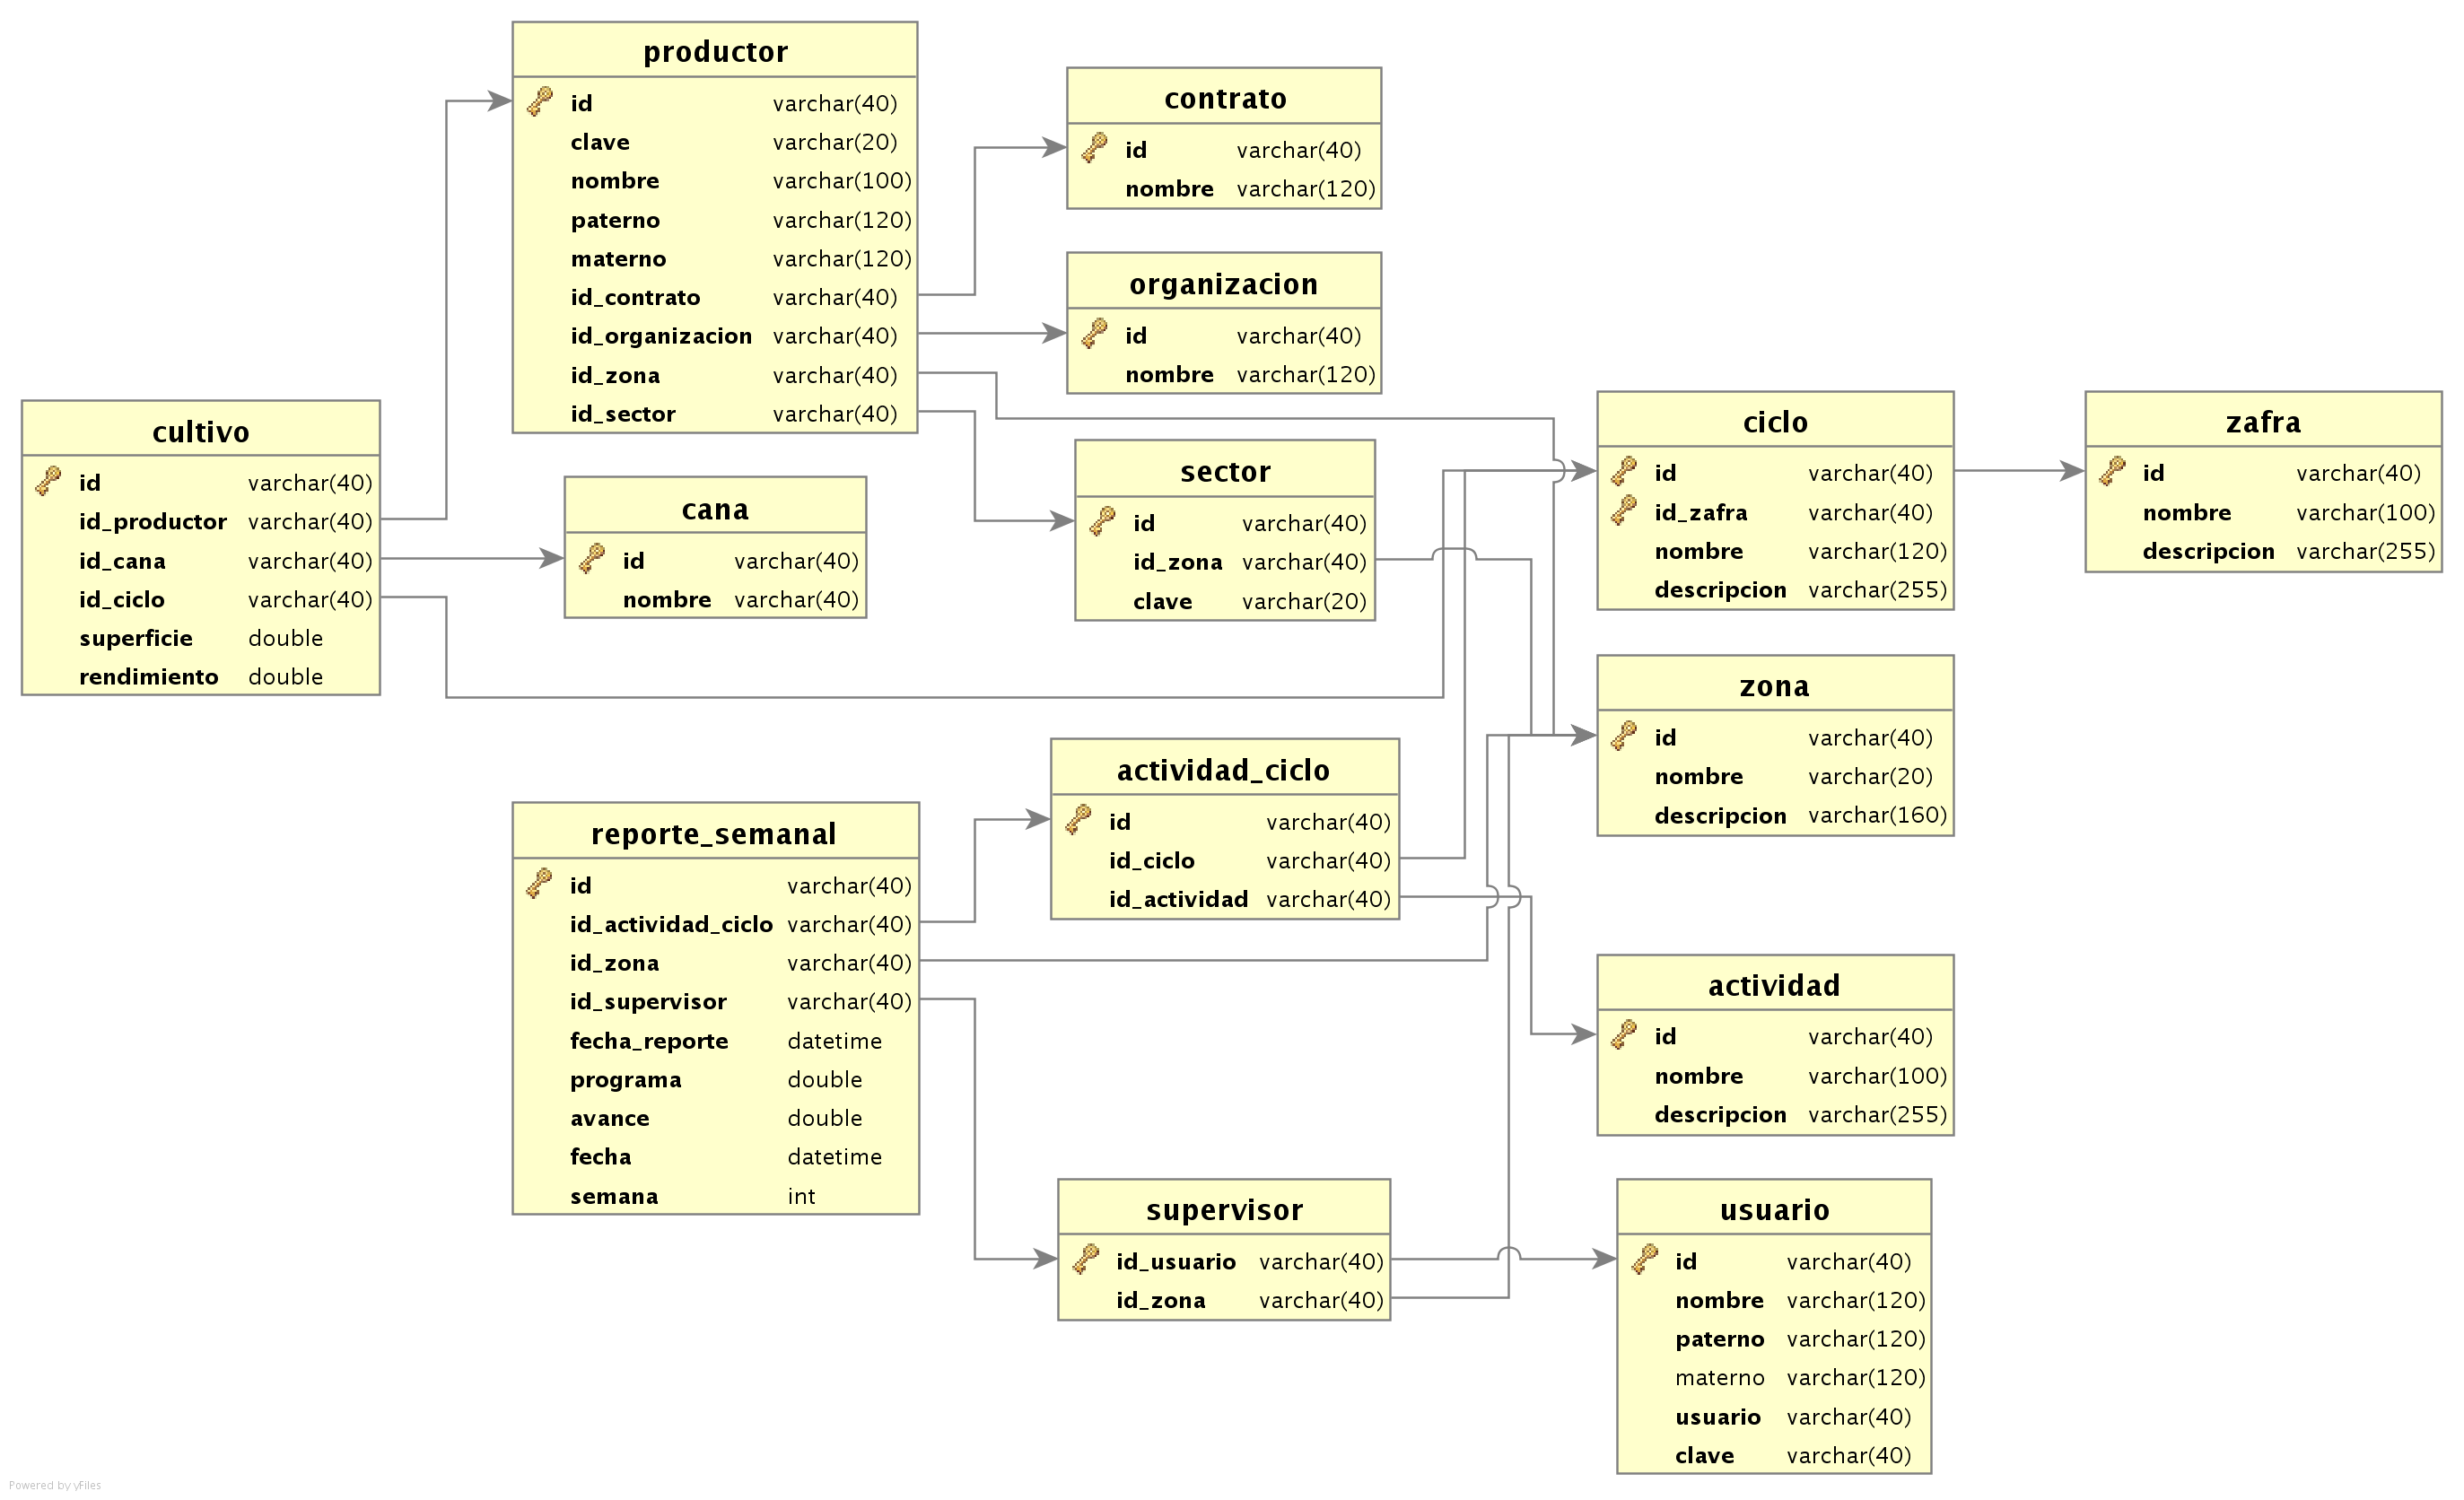 productor
id varchar(40)
clave varchar(20)
nombre varchar(100)
paterno varchar(120)
materno varchar(120)
id_contrato varchar(40)
id_organizacion varchar(40)
id_zona varchar(40)
id_sector varchar(40)
contrato
id varchar(40)
nombre varchar(120)
organizacion
id varchar(40)
nombre varchar(120)
cultivo
id varchar(40)
id_productor varchar(40)
id_cana varchar(40)
id_ciclo varchar(40)
superficie double
rendimiento double
cana
id varchar(40)
nombre varchar(40)
sector
id varchar(40)
id_zona varchar(40)
clave varchar(20)
ciclo
id varchar(40)
id_zafra varchar(40)
nombre varchar(120)
descripcion varchar(255)
zafra
id varchar(40)
nombre varchar(100)
descripcion varchar(255)
zona
id varchar(40)
nombre varchar(20)
descripcion varchar(160)
actividad_ciclo
id varchar(40)
id_ciclo varchar(40)
id_actividad varchar(40)
reporte_semanal
id varchar(40)
id_actividad_ciclo varchar(40)
id_zona varchar(40)
id_supervisor varchar(40)
fecha_reporte datetime
programa double
avance double
fecha datetime
semana int
actividad
id varchar(40)
nombre varchar(100)
descripcion varchar(255)
supervisor
id_usuario varchar(40)
id_zona varchar(40)
usuario
id varchar(40)
nombre varchar(120)
paterno varchar(120)
materno varchar(120)
usuario varchar(40)
clave varchar(40)
Powered by yFiles